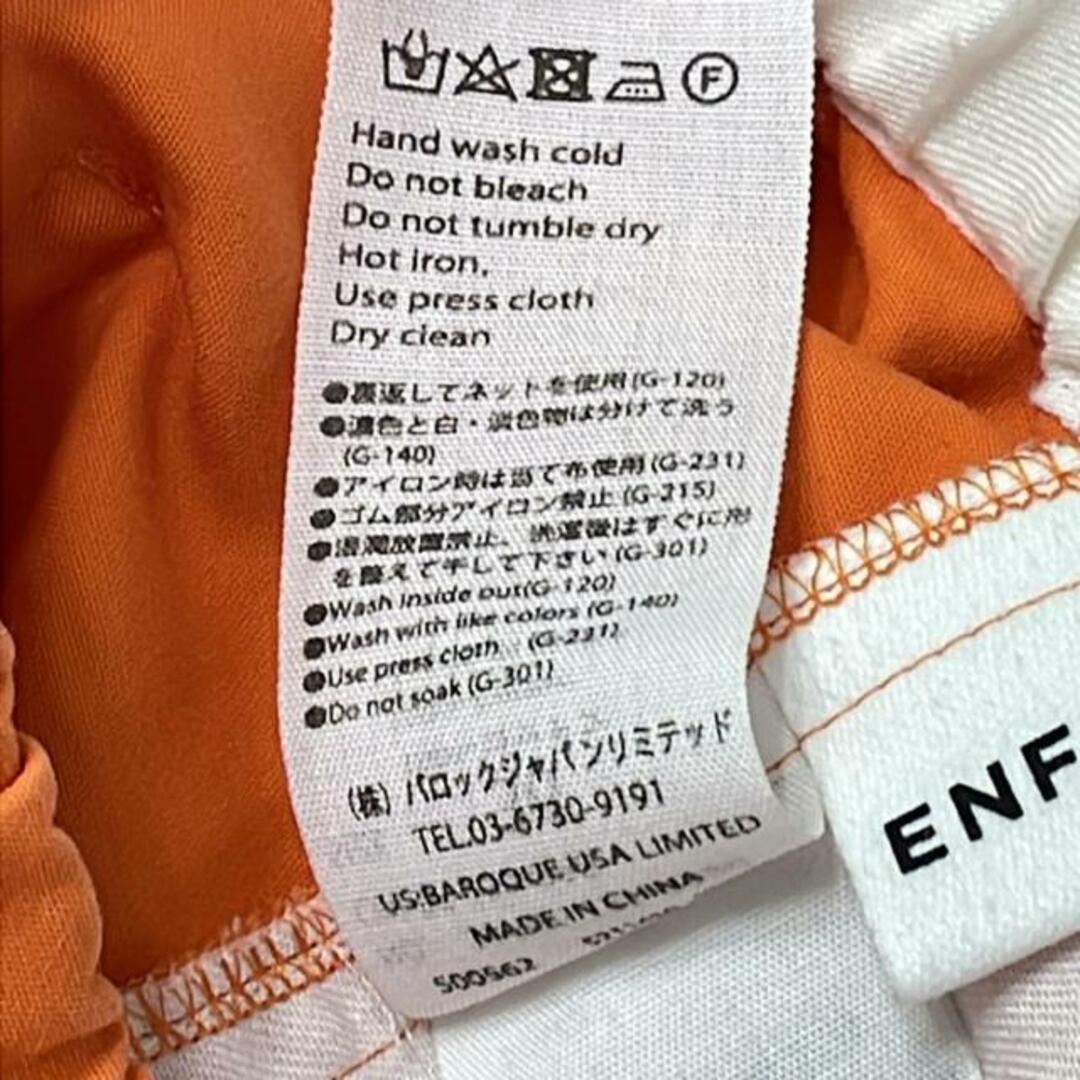 F
Hand wash cold
Do not bleach
Do not tumble dry
Hot iron.
Use press cloth
Dry clean
●裏返してネットを使用(G-120)
●濃色と白・淡色物は分けて洗う
(G-140)
●アイロン時は当て布使用(G-231)
●ゴム部分アイロン禁止(G-215)
●湿潤放置禁止、洗濯後はすぐに形
を整えて干して下さい(G-301)
●Wash inside out(G-120)
●Wash with like colors (G-140)
●Use press cloth (G-231)
●Do not soak (G-301)
(株) バロックジャパンリミテッド
TEL.03-6730-9191
US:BAROQUE USA LIMITED
MADE IN CHINA
500562
ENF